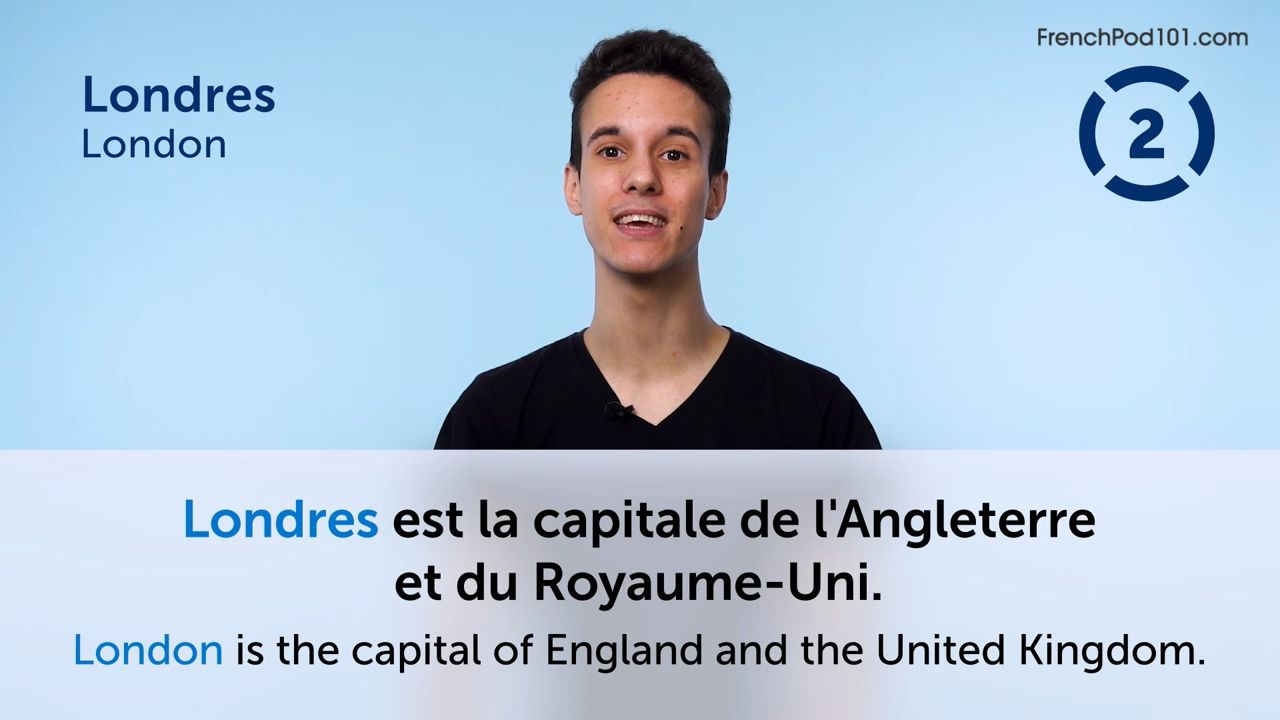 FrenchPod101.com
Londres
London
2
Londres est la capitale de l'Angleterre
et du Royaume-Uni.
London is the capital of England and the United Kingdom.